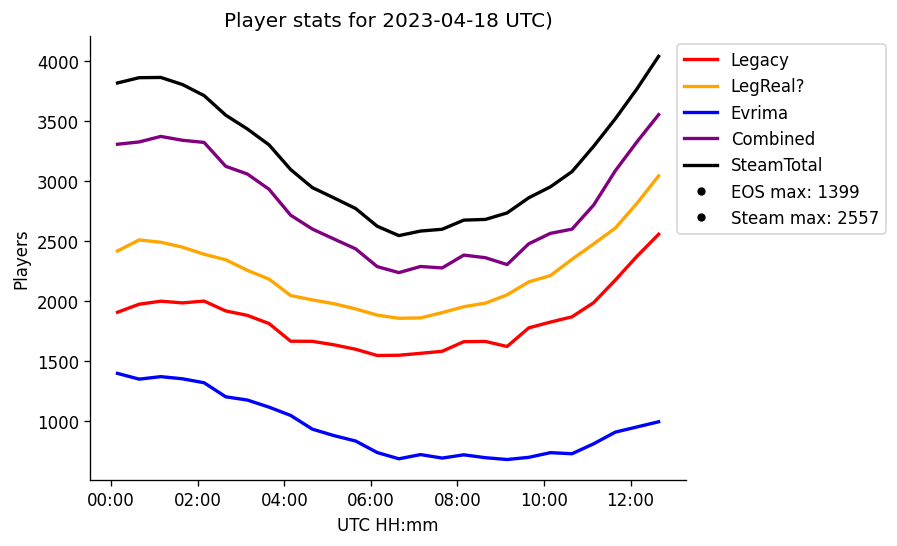 Player stats for 2023-04-18 UTC)
Legacy
LegReal?
Evrima
Combined
SteamTotal
EOS max: 1399
Steam max: 2557
Players
4000
3500
3000
2500
2000
1500
1000
00:00 02:00 04:00 06:00 08:00 10:00 12:00
UTC HH:mm